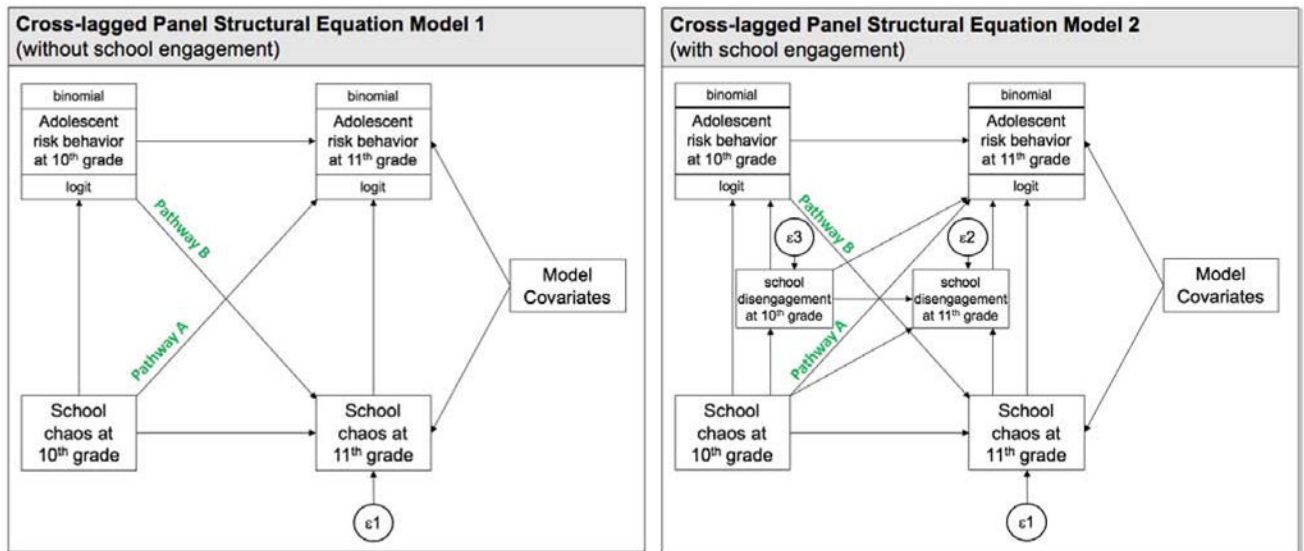 Cross-lagged Panel Structural Equation Model 1
(without school engagement)
binomial
Adolescent
risk behavior
at 10th grade
logit
binomial
Adolescent
risk behavior
at 11th grade
logit
Pathway B
Pathway A
Model
Covariates
School
chaos at
10th grade
School
chaos at
11th grade
ε1
Cross-lagged Panel Structural Equation Model 2
(with school engagement)
binomial
Adolescent
risk behavior
at 10th grade
logit
binomial
Adolescent
risk behavior
at 11th grade
logit
ε3
Pathway B
ε2
school
disengagement
at 10th grade
school
disengagement
at 11th grade
Pathway A
Model
Covariates
School
chaos at
10th grade
School
chaos at
11th grade
ε1